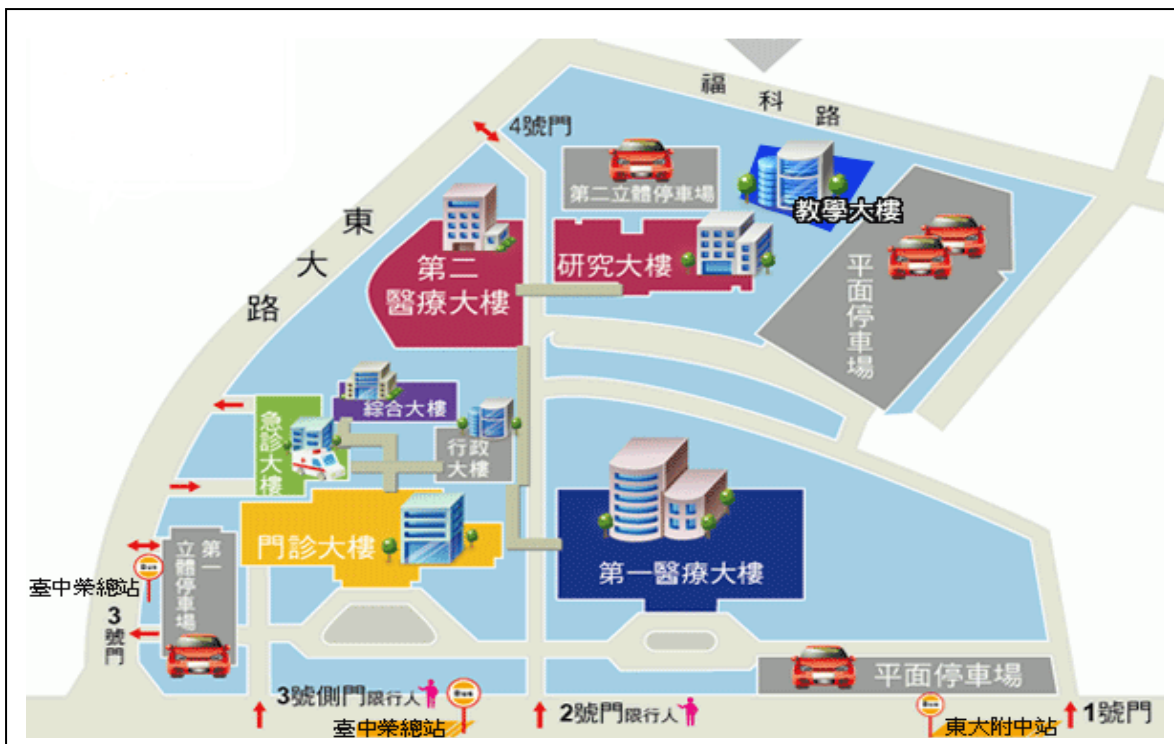 福科路
4號門
第二立體停車場
教學大樓
東大路
第二
醫療大樓
研究大樓
平面停車場
綜合大樓
急診大樓
行政
大樓
門診大樓
第一醫療大樓
第一
立體停車場
Bus
臺中榮總站
3號門
平面停車場
3號側門限行人
Bus
臺中榮總站
2號門限行人
Bus
東大附中站
1號門